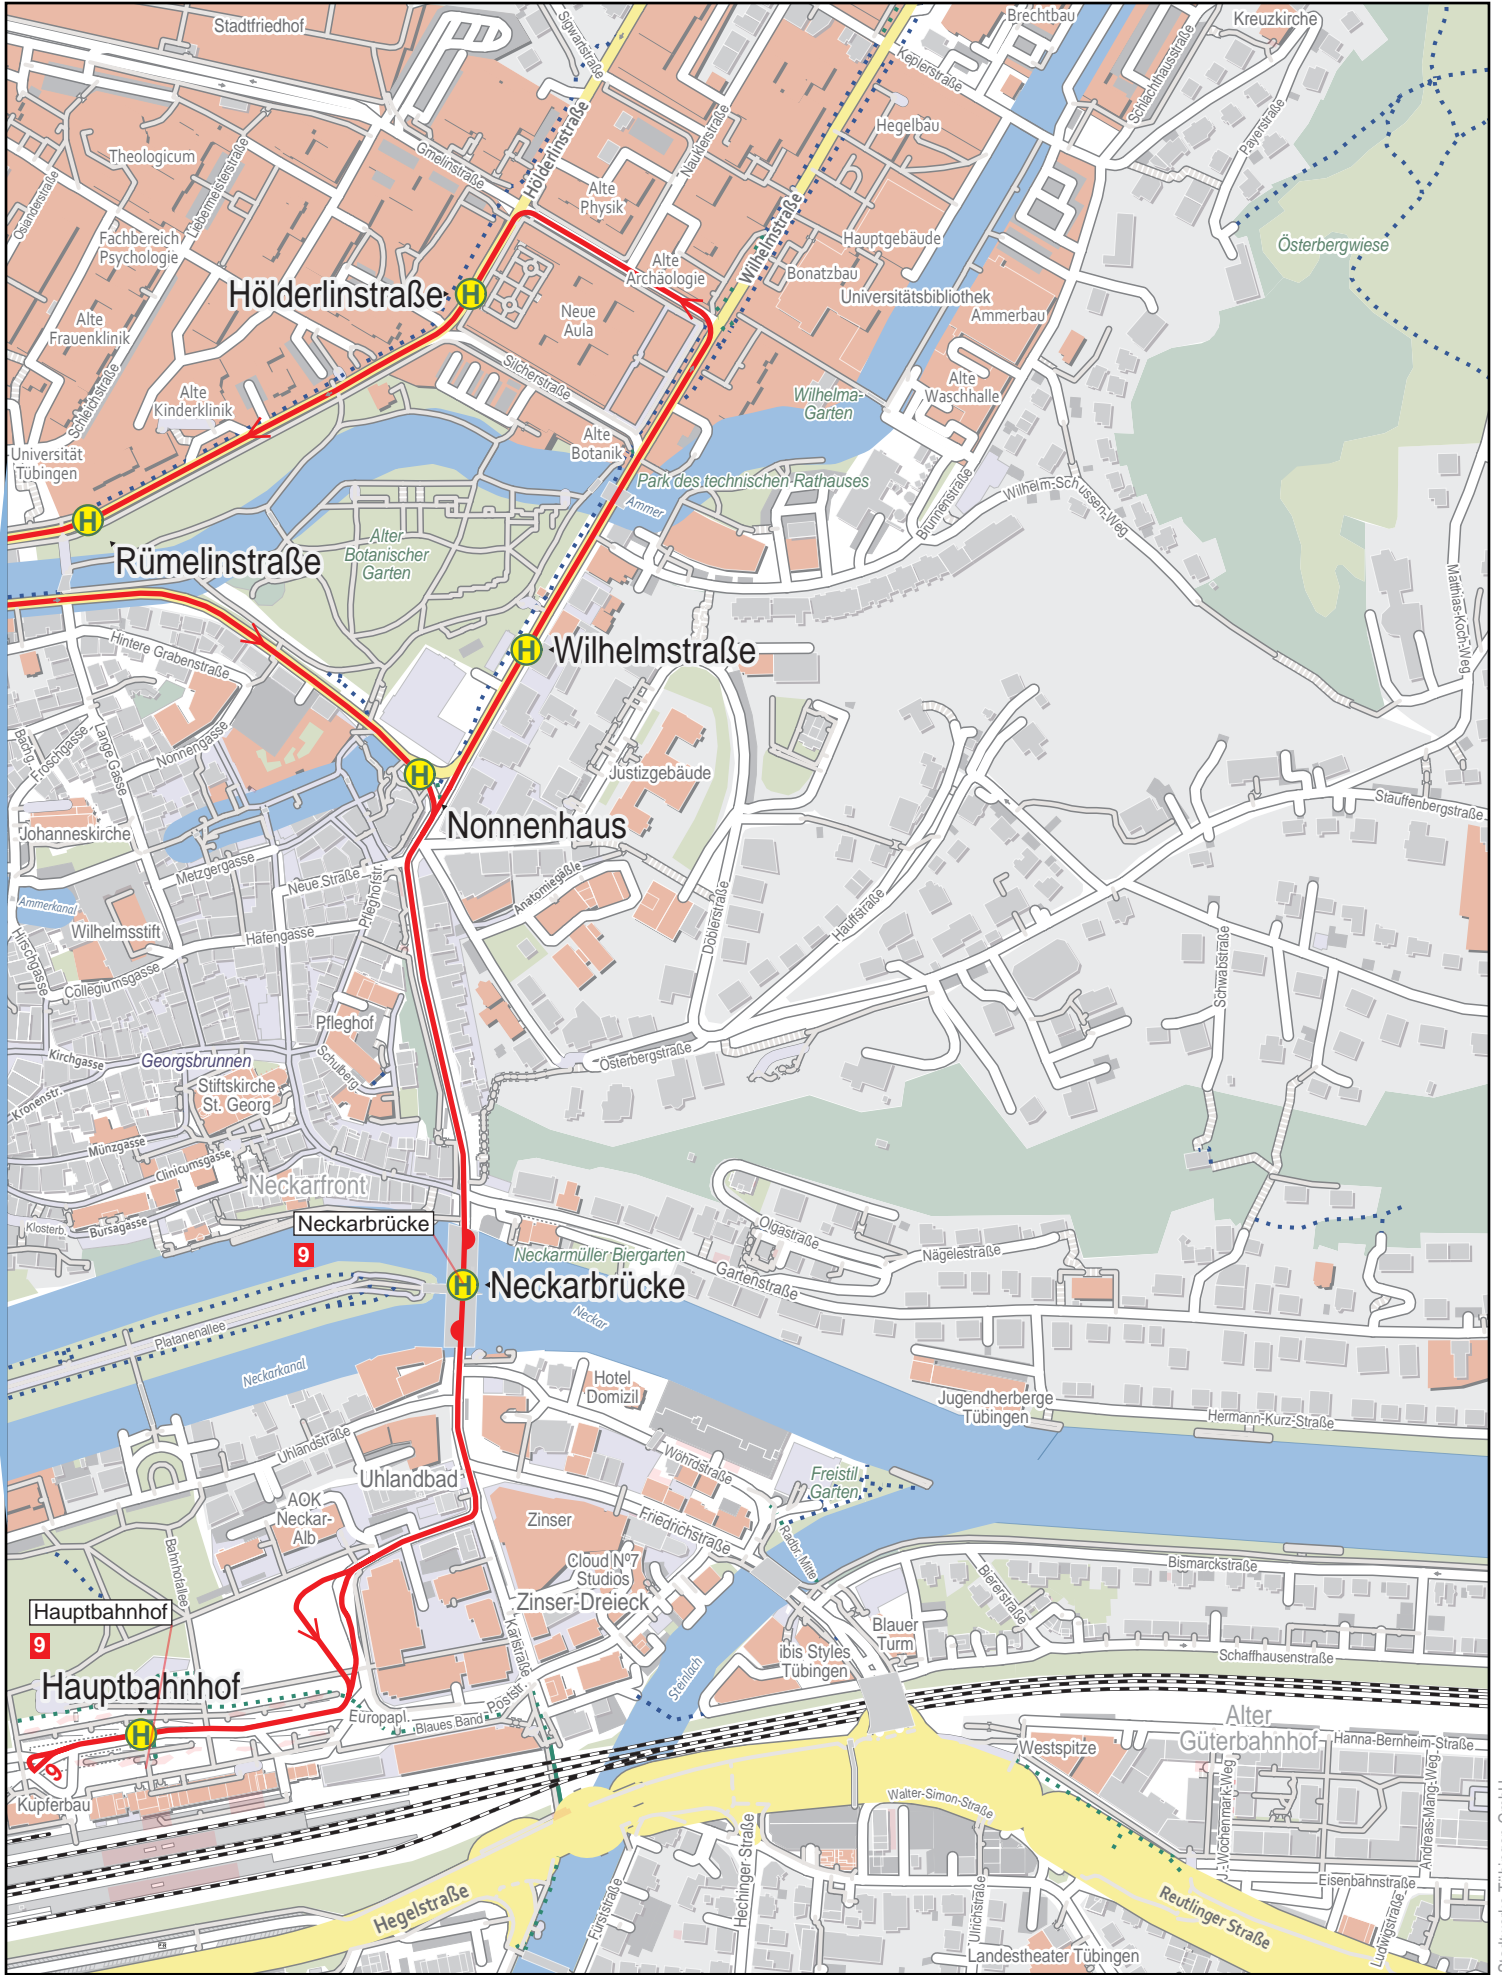 Stadtfriedhof
Sigwartstraße
Brechtbau
Kreuzkirche
Keplerstraße
Schlachthausstraße
Payerstraße
Hölderlinstraße
Hegelbau
Naukleistraße
Theologicum
Gmelinstraße
Liebermeisterstraße
Osianderstraße
Alte
Physik
Wilhelmstraße
Fachbereich
Psychologie
Hauptgebäude
Österbergwiese
Alte
Archäologie
Bonatzbau
Hölderlinstraße
H
Universitätsbibliothek
Ammerbau
Neue
Aula
Alte
Frauenklinik
Silcherstraße
Schleichstraße
Alte
Kinderklinik
Wilhelma-
Garten
Alte
Waschhalle
Universität
Tübingen
Alte
Botanik
Park des technischen Rathauses
Ammer
Brunnenstraße
Wilhelm-Schussen-Weg
H
Rümelinstraße
Alter
Botanischer
Garten
Matthias-Koch-Weg
Hintere Grabenstraße
H
Wilhelmstraße
Bachg.
Froschgasse
Lange Gasse
Nonnengasse
H
Justizgebäude
Nonnenhaus
Stauffenbergstraße
Johanneskirche
Metzgergasse
Neue Straße
Pfleghofstr.
Anatomiegäßle
Ammerkanal
Wilhelmsstift
Hafengasse
Döblerstraße
Hauffstraße
Schwabstraße
Hirschgasse
Collegiumsgasse
Pfleghof
Schulberg
Kirchgasse
Georgsbrunnen
Österbergstraße
Stiftskirche
St. Georg
Kronenstr.
Münzgasse
Clinicumsgasse
Neckarfront
Klosterb.
Bursagasse
Neckarbrücke
9
Olgastraße
Nägelestraße
Neckarmüller Biergarten
Gartenstraße
H
Neckarbrücke
Neckar
Platanenallee
Neckarkanal
Hotel
Domizil
Jugendherberge
Tübingen
Hermann-Kurz-Straße
Uhlandstraße
Uhlandbad
Wöhrdstraße
Freistil
Garten
AOK
Neckar-
Alb
Zinser
Friedrichstraße
Radbr. Mitte
Bahnhofallee
Cloud Nº7
Studios
Zinser-Dreieck
Bismarckstraße
Biererstraße
Hauptbahnhof
9
Karlstraße
Blauer
Turm
ibis Styles
Tübingen
Schaffhausenstraße
Steinlach
Hauptbahnhof
H
Europapl.
Blaues Band
Poststr.
Alter
Güterbahnhof
Hanna-Bernheim-Straße
Westspitze
9
Kupferbau
Walter-Simon-Straße
J.-Wochenmark-Weg
Andreas-Mang-Weg
Hegelstraße
Fürststraße
Hechinger-Straße
Ulrichstraße
Reutlinger Straße
Eisenbahnstraße
Ludwigstraße
Landestheater Tübingen